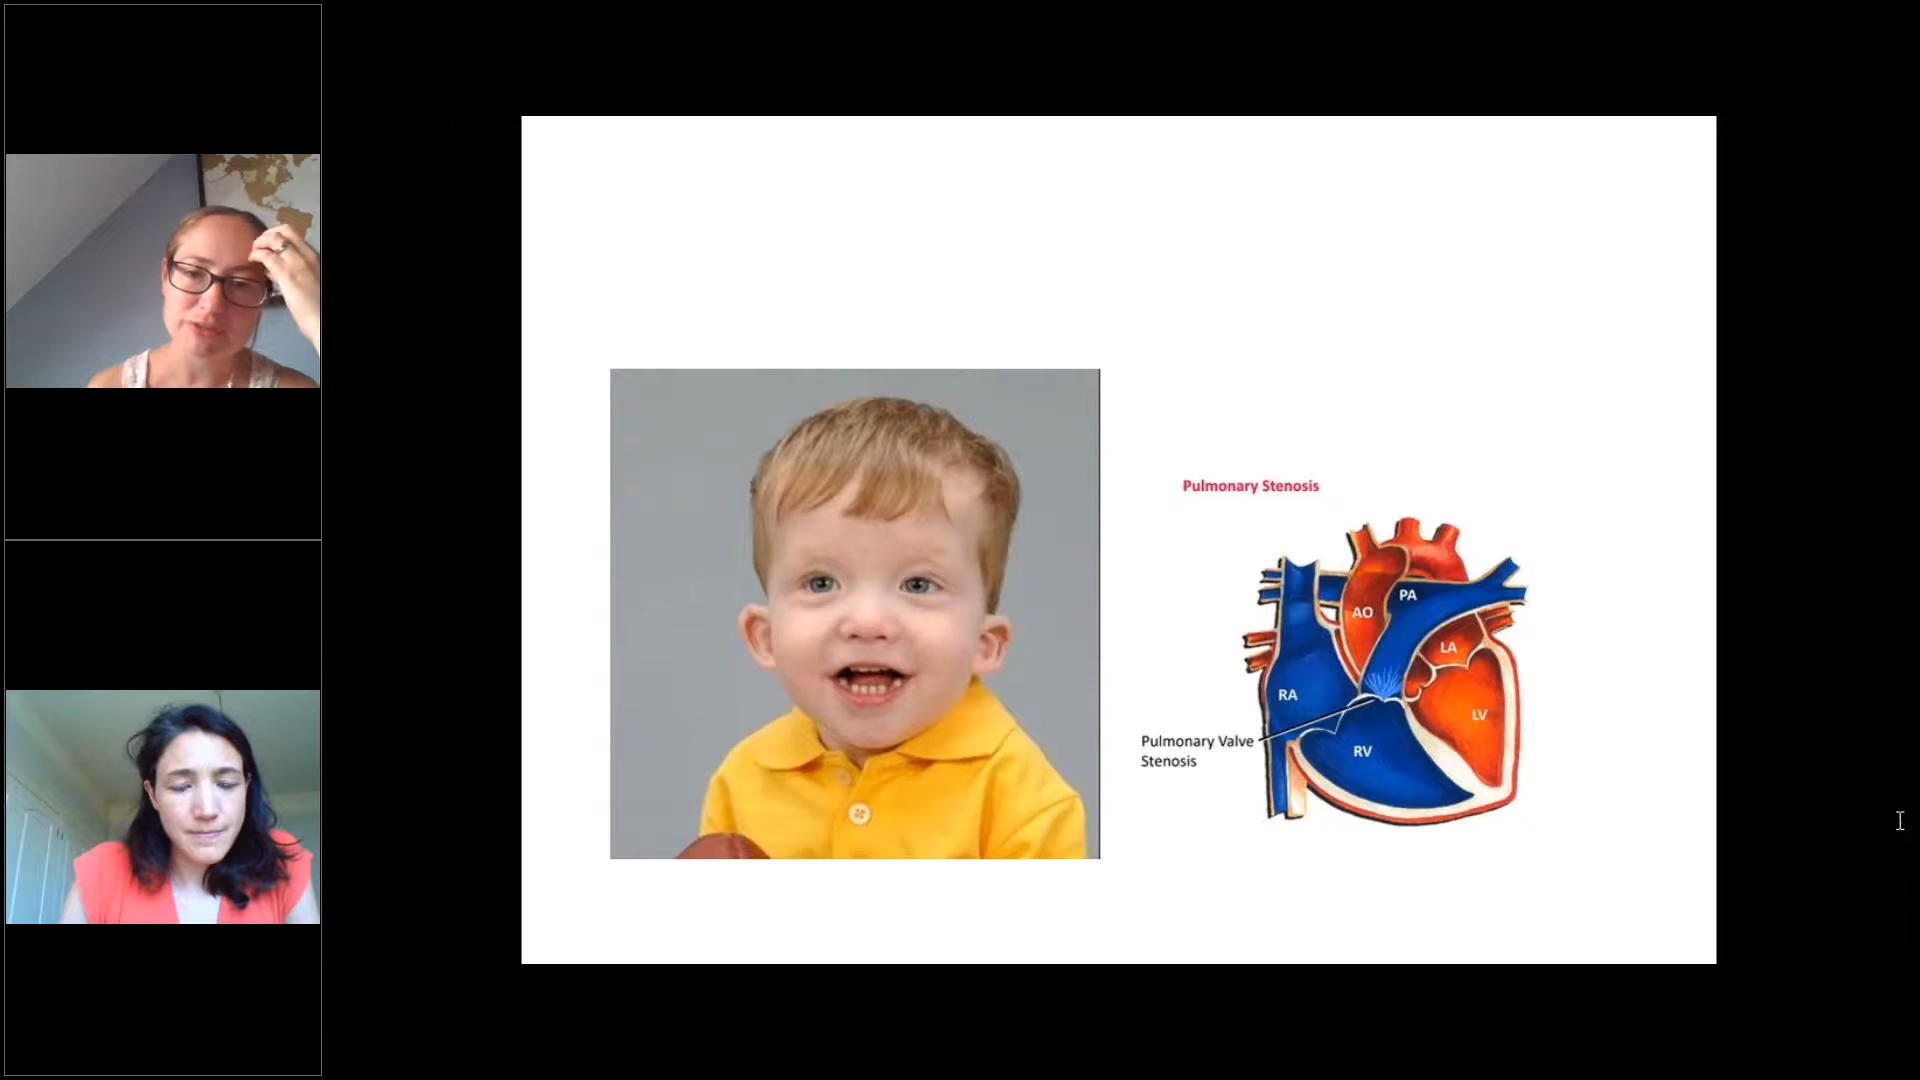 Pulmonary Stenosis
PA
AO
LA
RA
LV
Pulmonary Valve
Stenosis
RV